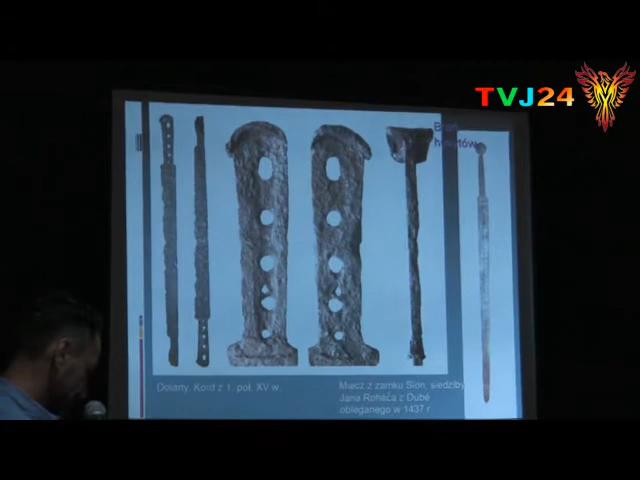 TVJ24
Dolany. Kord z 1. poł. XV w.
Miecz z zamku Sion, siedziby
Jana Roháča z Dubé
obleganego w 1437 r